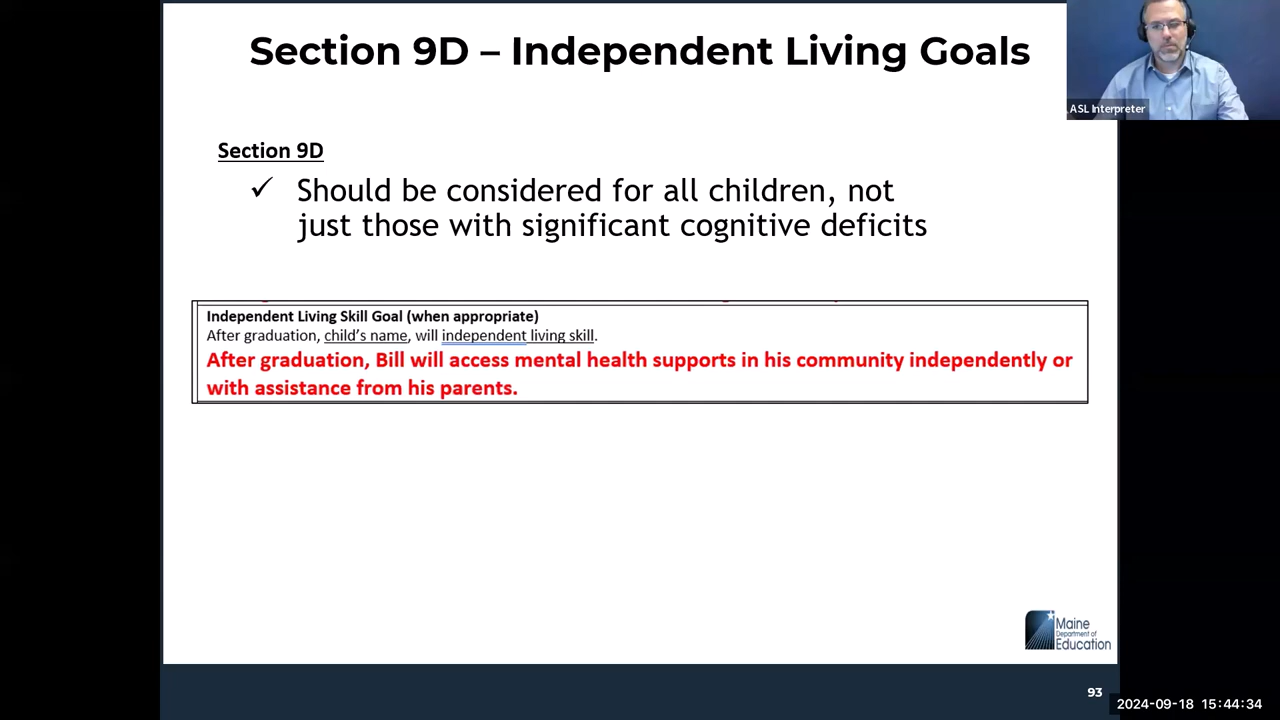 Section 9D – Independent Living Goals
ASL Interpreter
Section 9D
✓ Should be considered for all children, not
just those with significant cognitive deficits
Independent Living Skill Goal (when appropriate)
After graduation, child's name, will independent living skill.
After graduation, Bill will access mental health supports in his community independently or
with assistance from his parents.
Maine
Department of
Education
93
2024-09-18 15:44:34